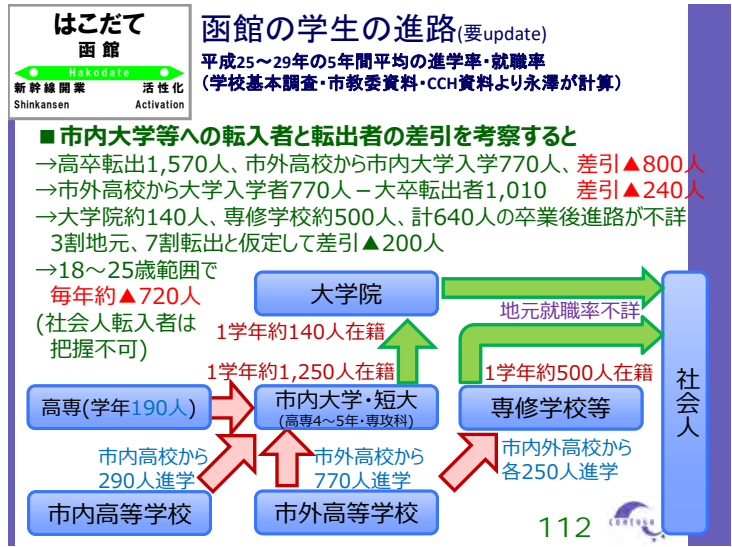 はこだて
函館
Hakodate
新幹線開業 活性化
Shinkansen Activation
函館の学生の進路(要update)
平成25～29年の5年間平均の進学率・就職率
（学校基本調査・市教委資料・CCH資料より永澤が計算）
■市内大学等への転入者と転出者の差引を考察すると
→高卒転出1,570人、市外高校から市内大学入学770人、差引▲800人
→市外高校から大学入学者770人－大卒転出者1,010 差引▲240人
→大学院約140人、専修学校約500人、計640人の卒業後進路が不詳
3割地元、7割転出と仮定して差引▲200人
→18～25歳範囲で
毎年約▲720人
(社会人転入者は
把握不可)
大学院
地元就職率不詳
1学年約140人在籍
1学年約1,250人在籍
1学年約500人在籍
高専(学年190人)
市内大学・短大
(高専4～5年・専攻科)
専修学校等
社会人
市内高校から
290人進学
市外高校から
770人進学
市内外高校から
各250人進学
市内高等学校
市外高等学校
112